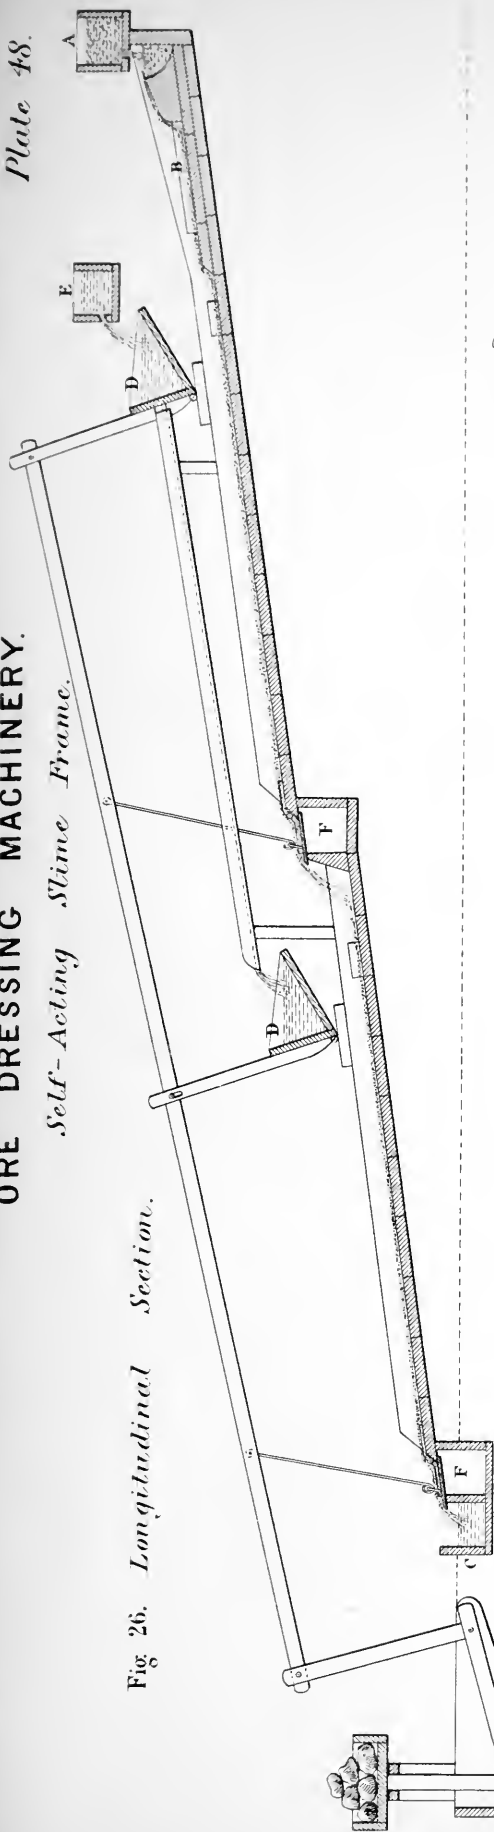 Plate 48.
ORE DRESSING MACHINERY.
Self-Acting Slime Frame.
Fig. 26. Longitudinal Section.
A
B
E
D
D
F
F
C